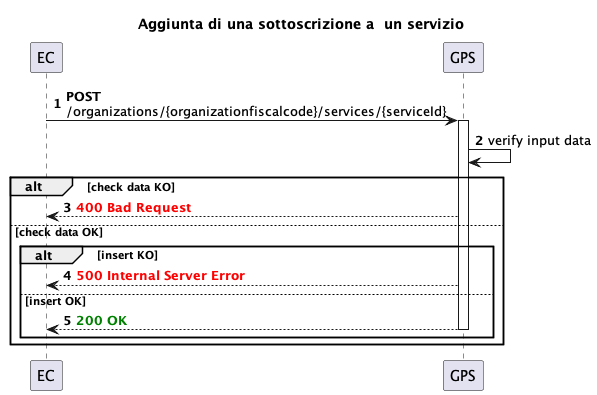 Aggiunta di una sottoscrizione a  un servizio
EC
GPS
1 POST
/organizations/{organizationfiscalcode}/services/{serviceId}
2 verify input data
alt [check data KO]
3 400 Bad Request
[check data OK]
alt [insert KO]
4 500 Internal Server Error
[insert OK]
5 200 OK
EC
GPS